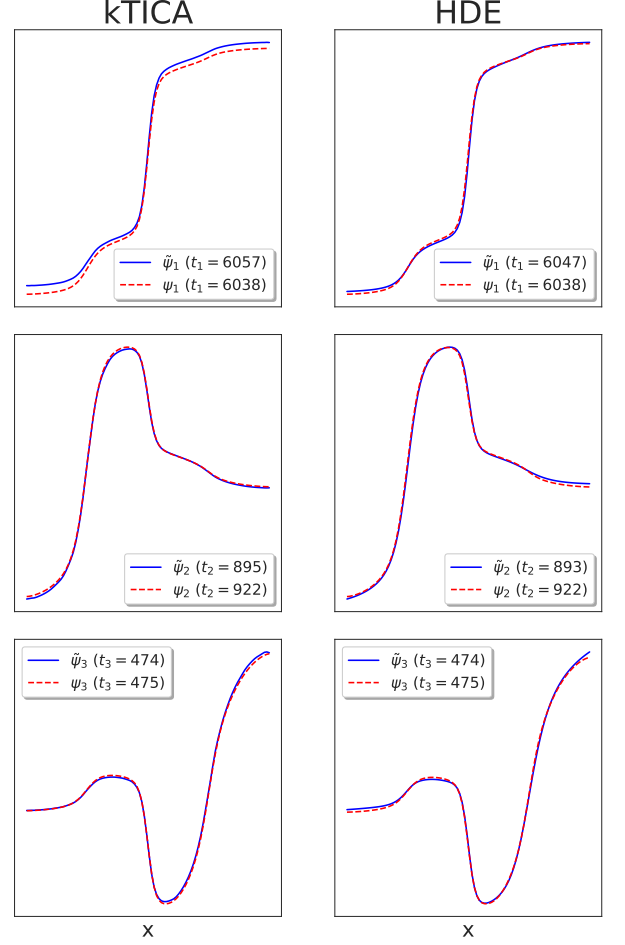 kTICA
HDE
ψ̃₁ (t₁ = 6057)
ψ₁ (t₁ = 6038)
ψ̃₁ (t₁ = 6047)
ψ₁ (t₁ = 6038)
ψ̃₂ (t₂ = 895)
ψ₂ (t₂ = 922)
ψ̃₂ (t₂ = 893)
ψ₂ (t₂ = 922)
ψ̃₃ (t₃ = 474)
ψ₃ (t₃ = 475)
ψ̃₃ (t₃ = 474)
ψ₃ (t₃ = 475)
x
x